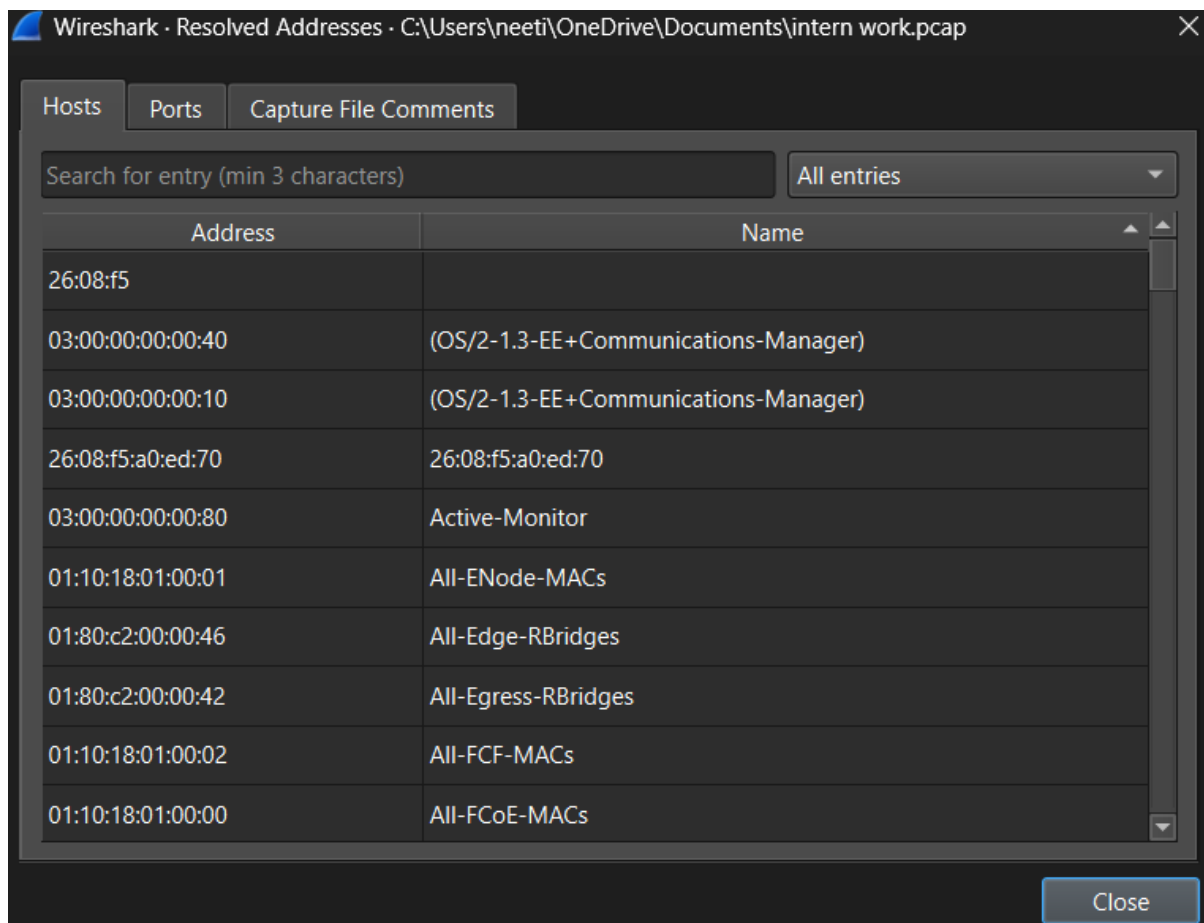 Wireshark · Resolved Addresses · C:\Users\neeti\OneDrive\Documents\intern work.pcap
Hosts Ports Capture File Comments
Search for entry (min 3 characters) All entries
Address Name
26:08:f5
03:00:00:00:00:40 (OS/2-1.3-EE+Communications-Manager)
03:00:00:00:00:10 (OS/2-1.3-EE+Communications-Manager)
26:08:f5:a0:ed:70 26:08:f5:a0:ed:70
03:00:00:00:00:80 Active-Monitor
01:10:18:01:00:01 All-ENode-MACs
01:80:c2:00:00:46 All-Edge-RBridges
01:80:c2:00:00:42 All-Egress-RBridges
01:10:18:01:00:02 All-FCF-MACs
01:10:18:01:00:00 All-FCoE-MACs
Close